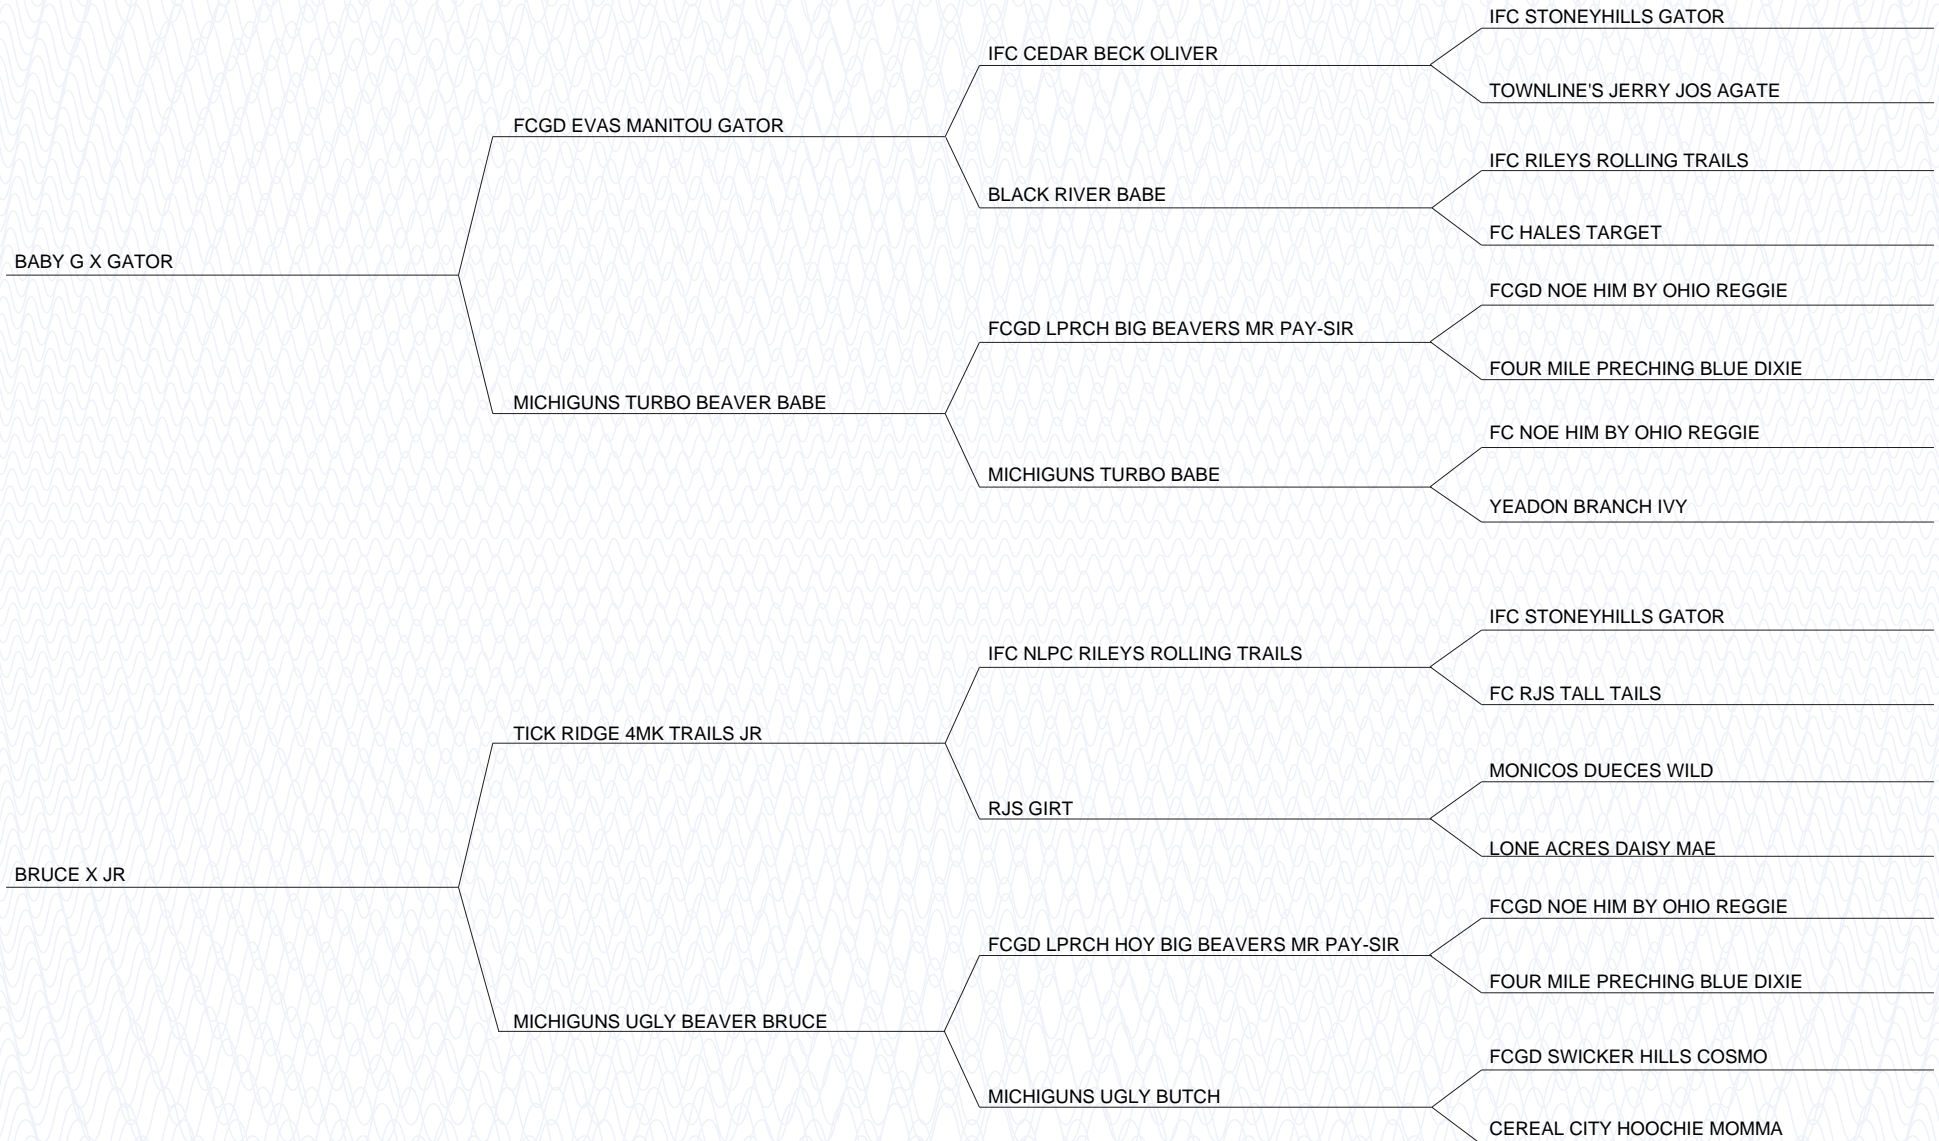 IFC STONEYHILLS GATOR
IFC CEDAR BECK OLIVER
TOWNLINE'S JERRY JOS AGATE
FCGD EVAS MANITOU GATOR
IFC RILEYS ROLLING TRAILS
BLACK RIVER BABE
FC HALES TARGET
BABY G X GATOR
FCGD NOE HIM BY OHIO REGGIE
FCGD LPRCH BIG BEAVERS MR PAY-SIR
FOUR MILE PRECHING BLUE DIXIE
MICHIGUNS TURBO BEAVER BABE
FC NOE HIM BY OHIO REGGIE
MICHIGUNS TURBO BABE
YEADON BRANCH IVY
IFC STONEYHILLS GATOR
IFC NLPC RILEYS ROLLING TRAILS
FC RJS TALL TAILS
TICK RIDGE 4MK TRAILS JR
MONICOS DUECES WILD
RJS GIRT
LONE ACRES DAISY MAE
BRUCE X JR
FCGD NOE HIM BY OHIO REGGIE
FCGD LPRCH HOY BIG BEAVERS MR PAY-SIR
FOUR MILE PRECHING BLUE DIXIE
MICHIGUNS UGLY BEAVER BRUCE
FCGD SWICKER HILLS COSMO
MICHIGUNS UGLY BUTCH
CEREAL CITY HOOCHIE MOMMA